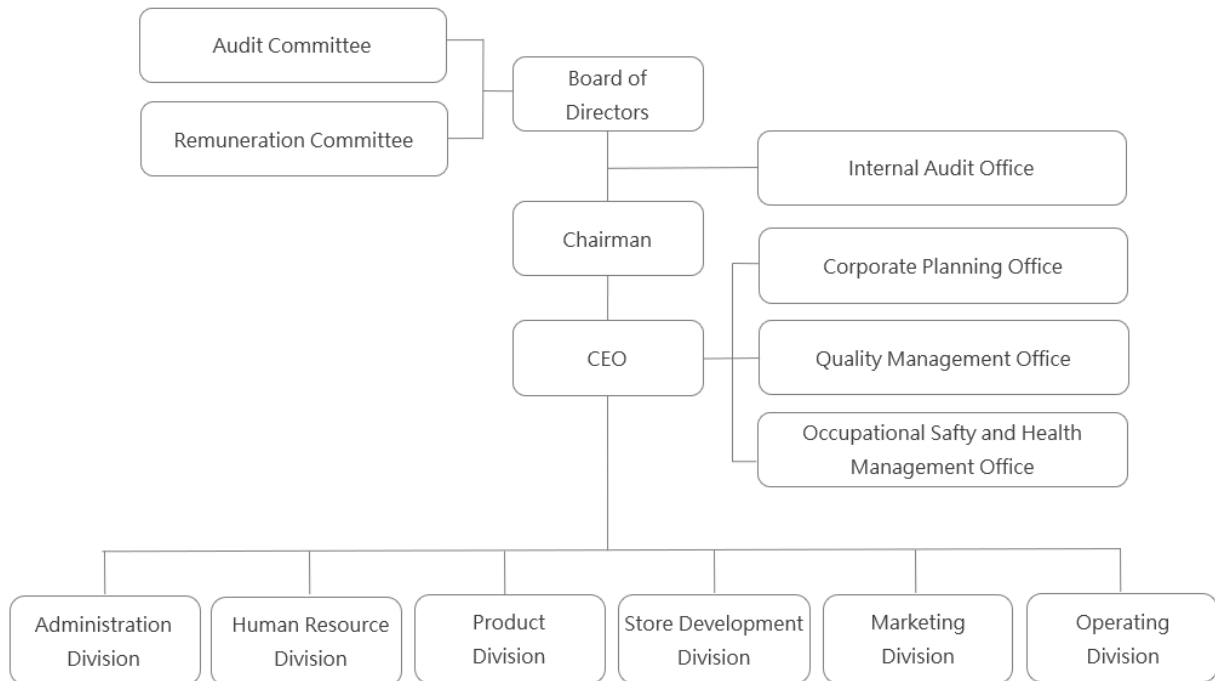 Audit Committee
Board of
Directors
Remuneration Committee
Internal Audit Office
Chairman
Corporate Planning Office
CEO
Quality Management Office
Occupational Safty and Health
Management Office
Administration
Division
Human Resource
Division
Product
Division
Store Development
Division
Marketing
Division
Operating
Division